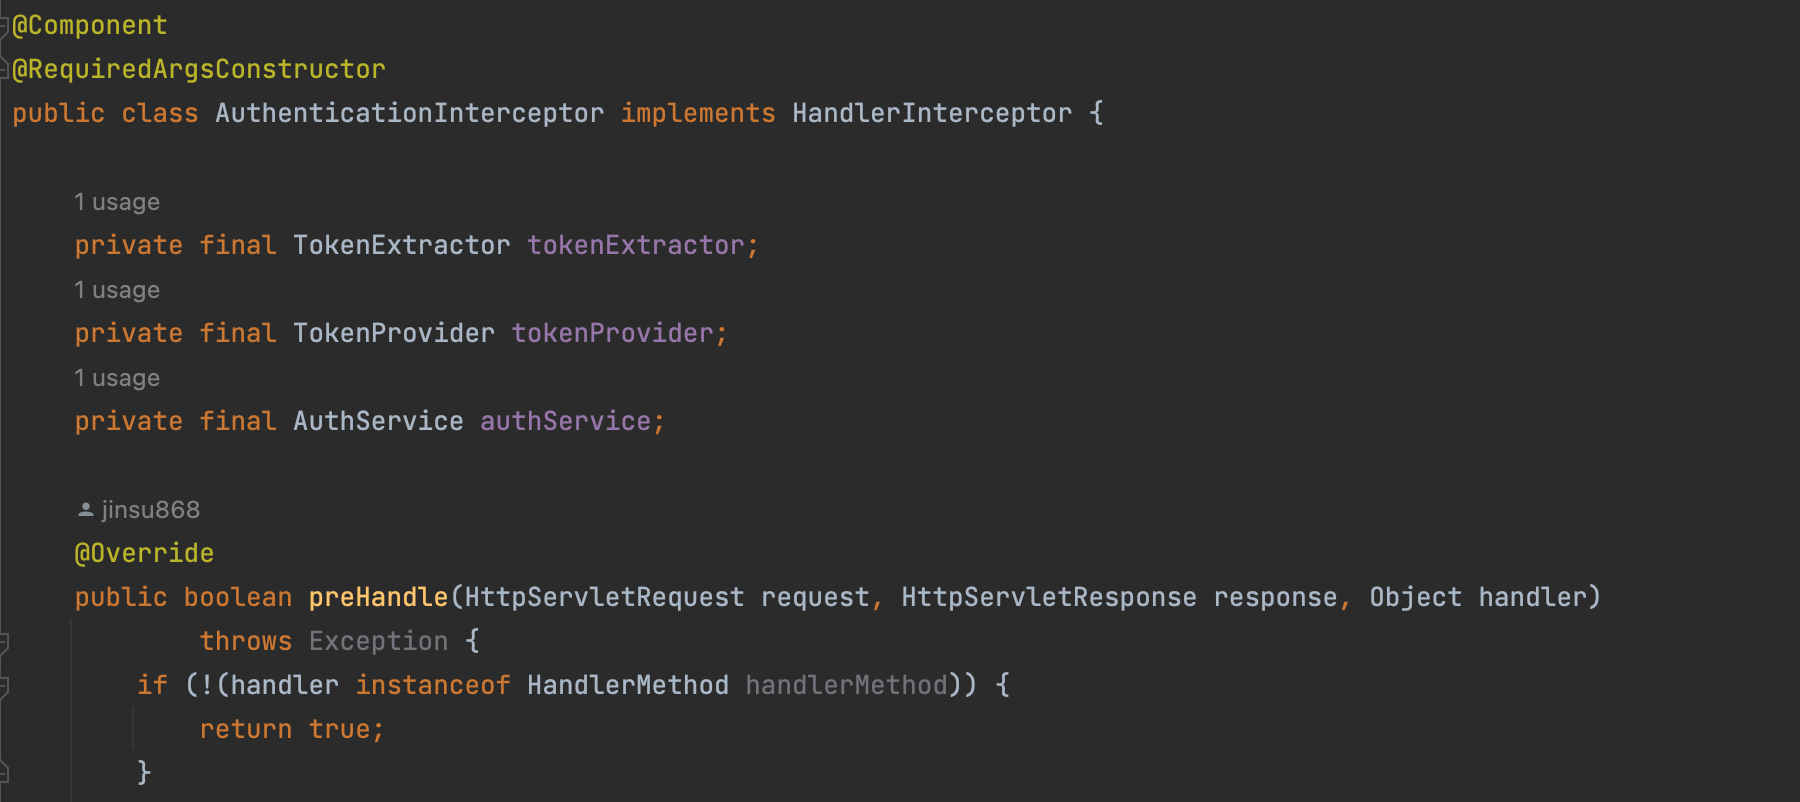 @Component
@RequiredArgsConstructor
public class AuthenticationInterceptor implements HandlerInterceptor {
1 usage
private final TokenExtractor tokenExtractor;
1 usage
private final TokenProvider tokenProvider;
1 usage
private final AuthService authService;
jinsu868
@Override
public boolean preHandle(HttpServletRequest request, HttpServletResponse response, Object handler)
throws Exception {
if (!(handler instanceof HandlerMethod handlerMethod)) {
return true;
}